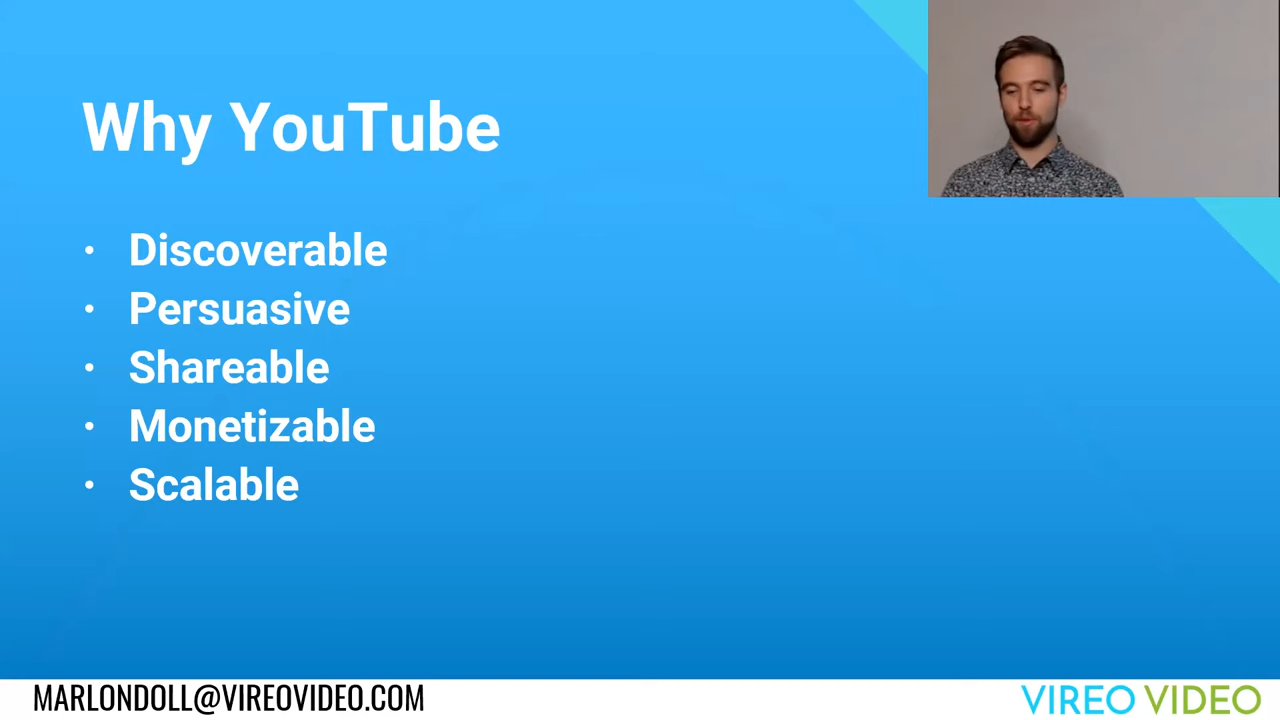 Why YouTube
• Discoverable
• Persuasive
• Shareable
• Monetizable
• Scalable
MARLONDOLL@VIREOVIDEO.COM
VIREO VIDEO